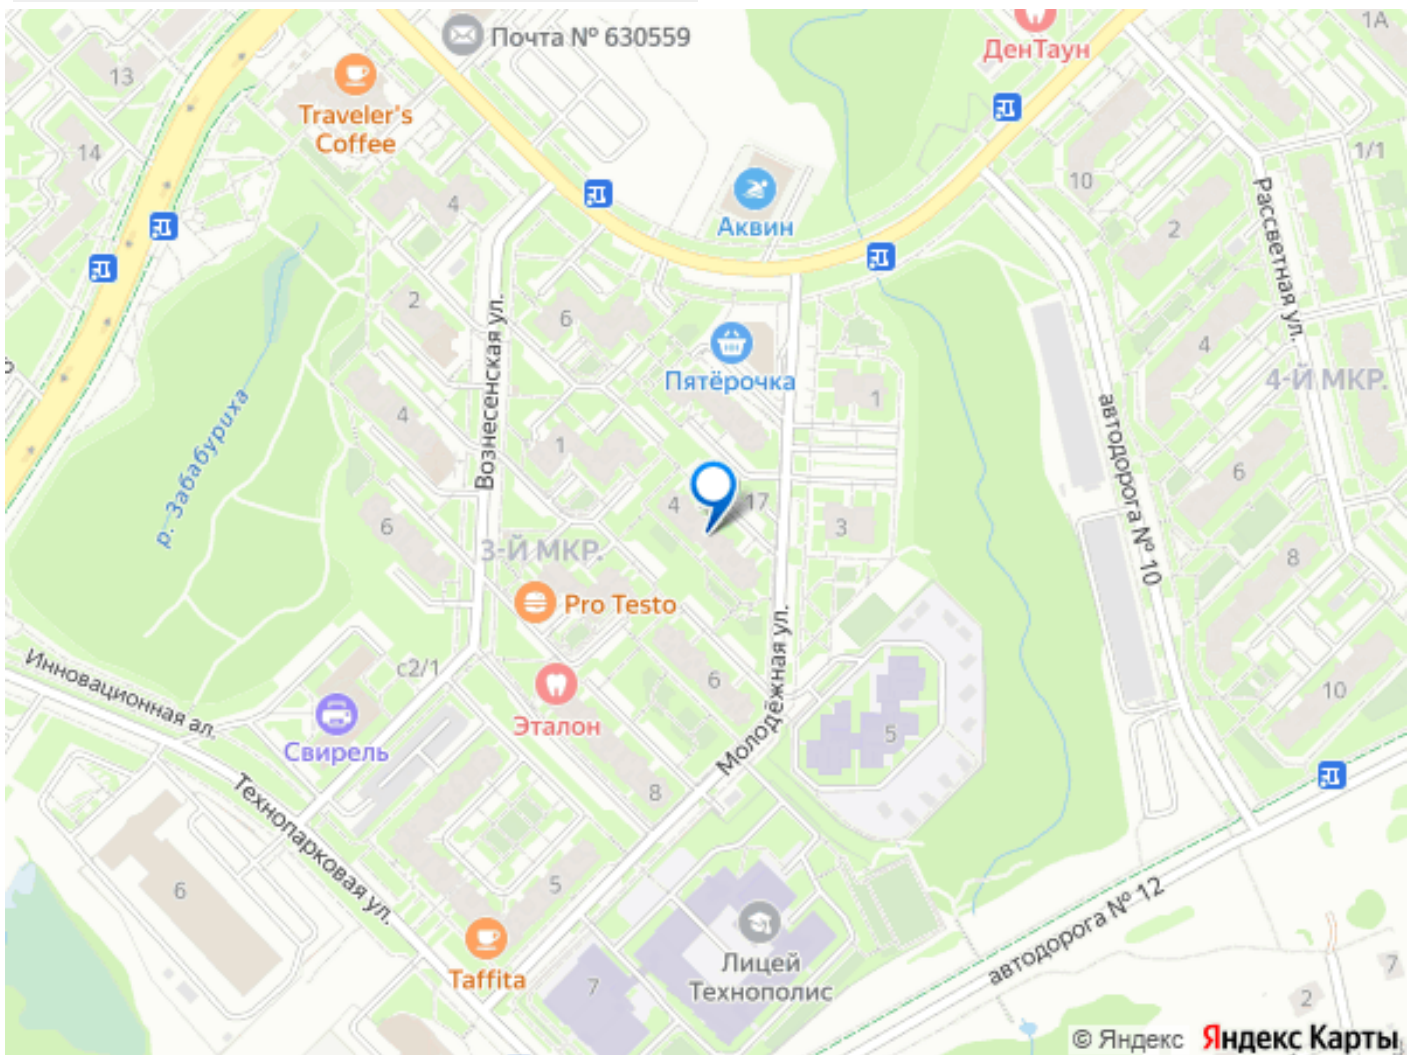 Почта № 630559
ДенТаун
1А
13
Traveler's
Coffee
14
1/1
4
10
Аквин
2
Рассветная ул.
2
6
Вознесенская ул.
Пятёрочка
4
1
4-Й МКР.
4
р. Забабуриха
1
автодорога № 10
6
4
17
6
3
3-Й МКР.
8
Pro Testo
Молодёжная ул.
с2/1
Инновационная ал.
6
10
Эталон
5
Свирель
8
Технопарковая ул.
6
5
автодорога № 12
Taffita
Лицей
Технополис
7
7
2
© Яндекс Яндекс Карты